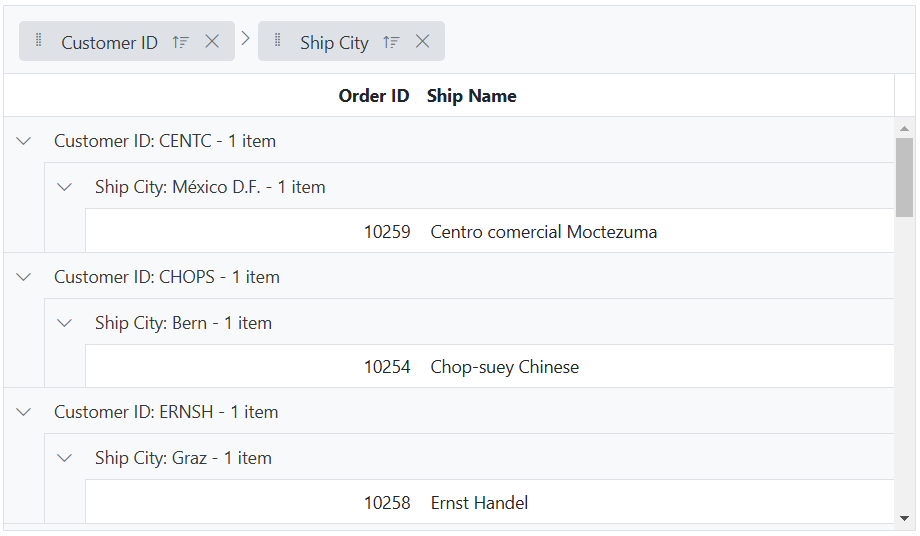 Customer ID Ship City
Order ID Ship Name
Customer ID: CENTC - 1 item
Ship City: México D.F. - 1 item
10259 Centro comercial Moctezuma
Customer ID: CHOPS - 1 item
Ship City: Bern - 1 item
10254 Chop-suey Chinese
Customer ID: ERNSH - 1 item
Ship City: Graz - 1 item
10258 Ernst Handel